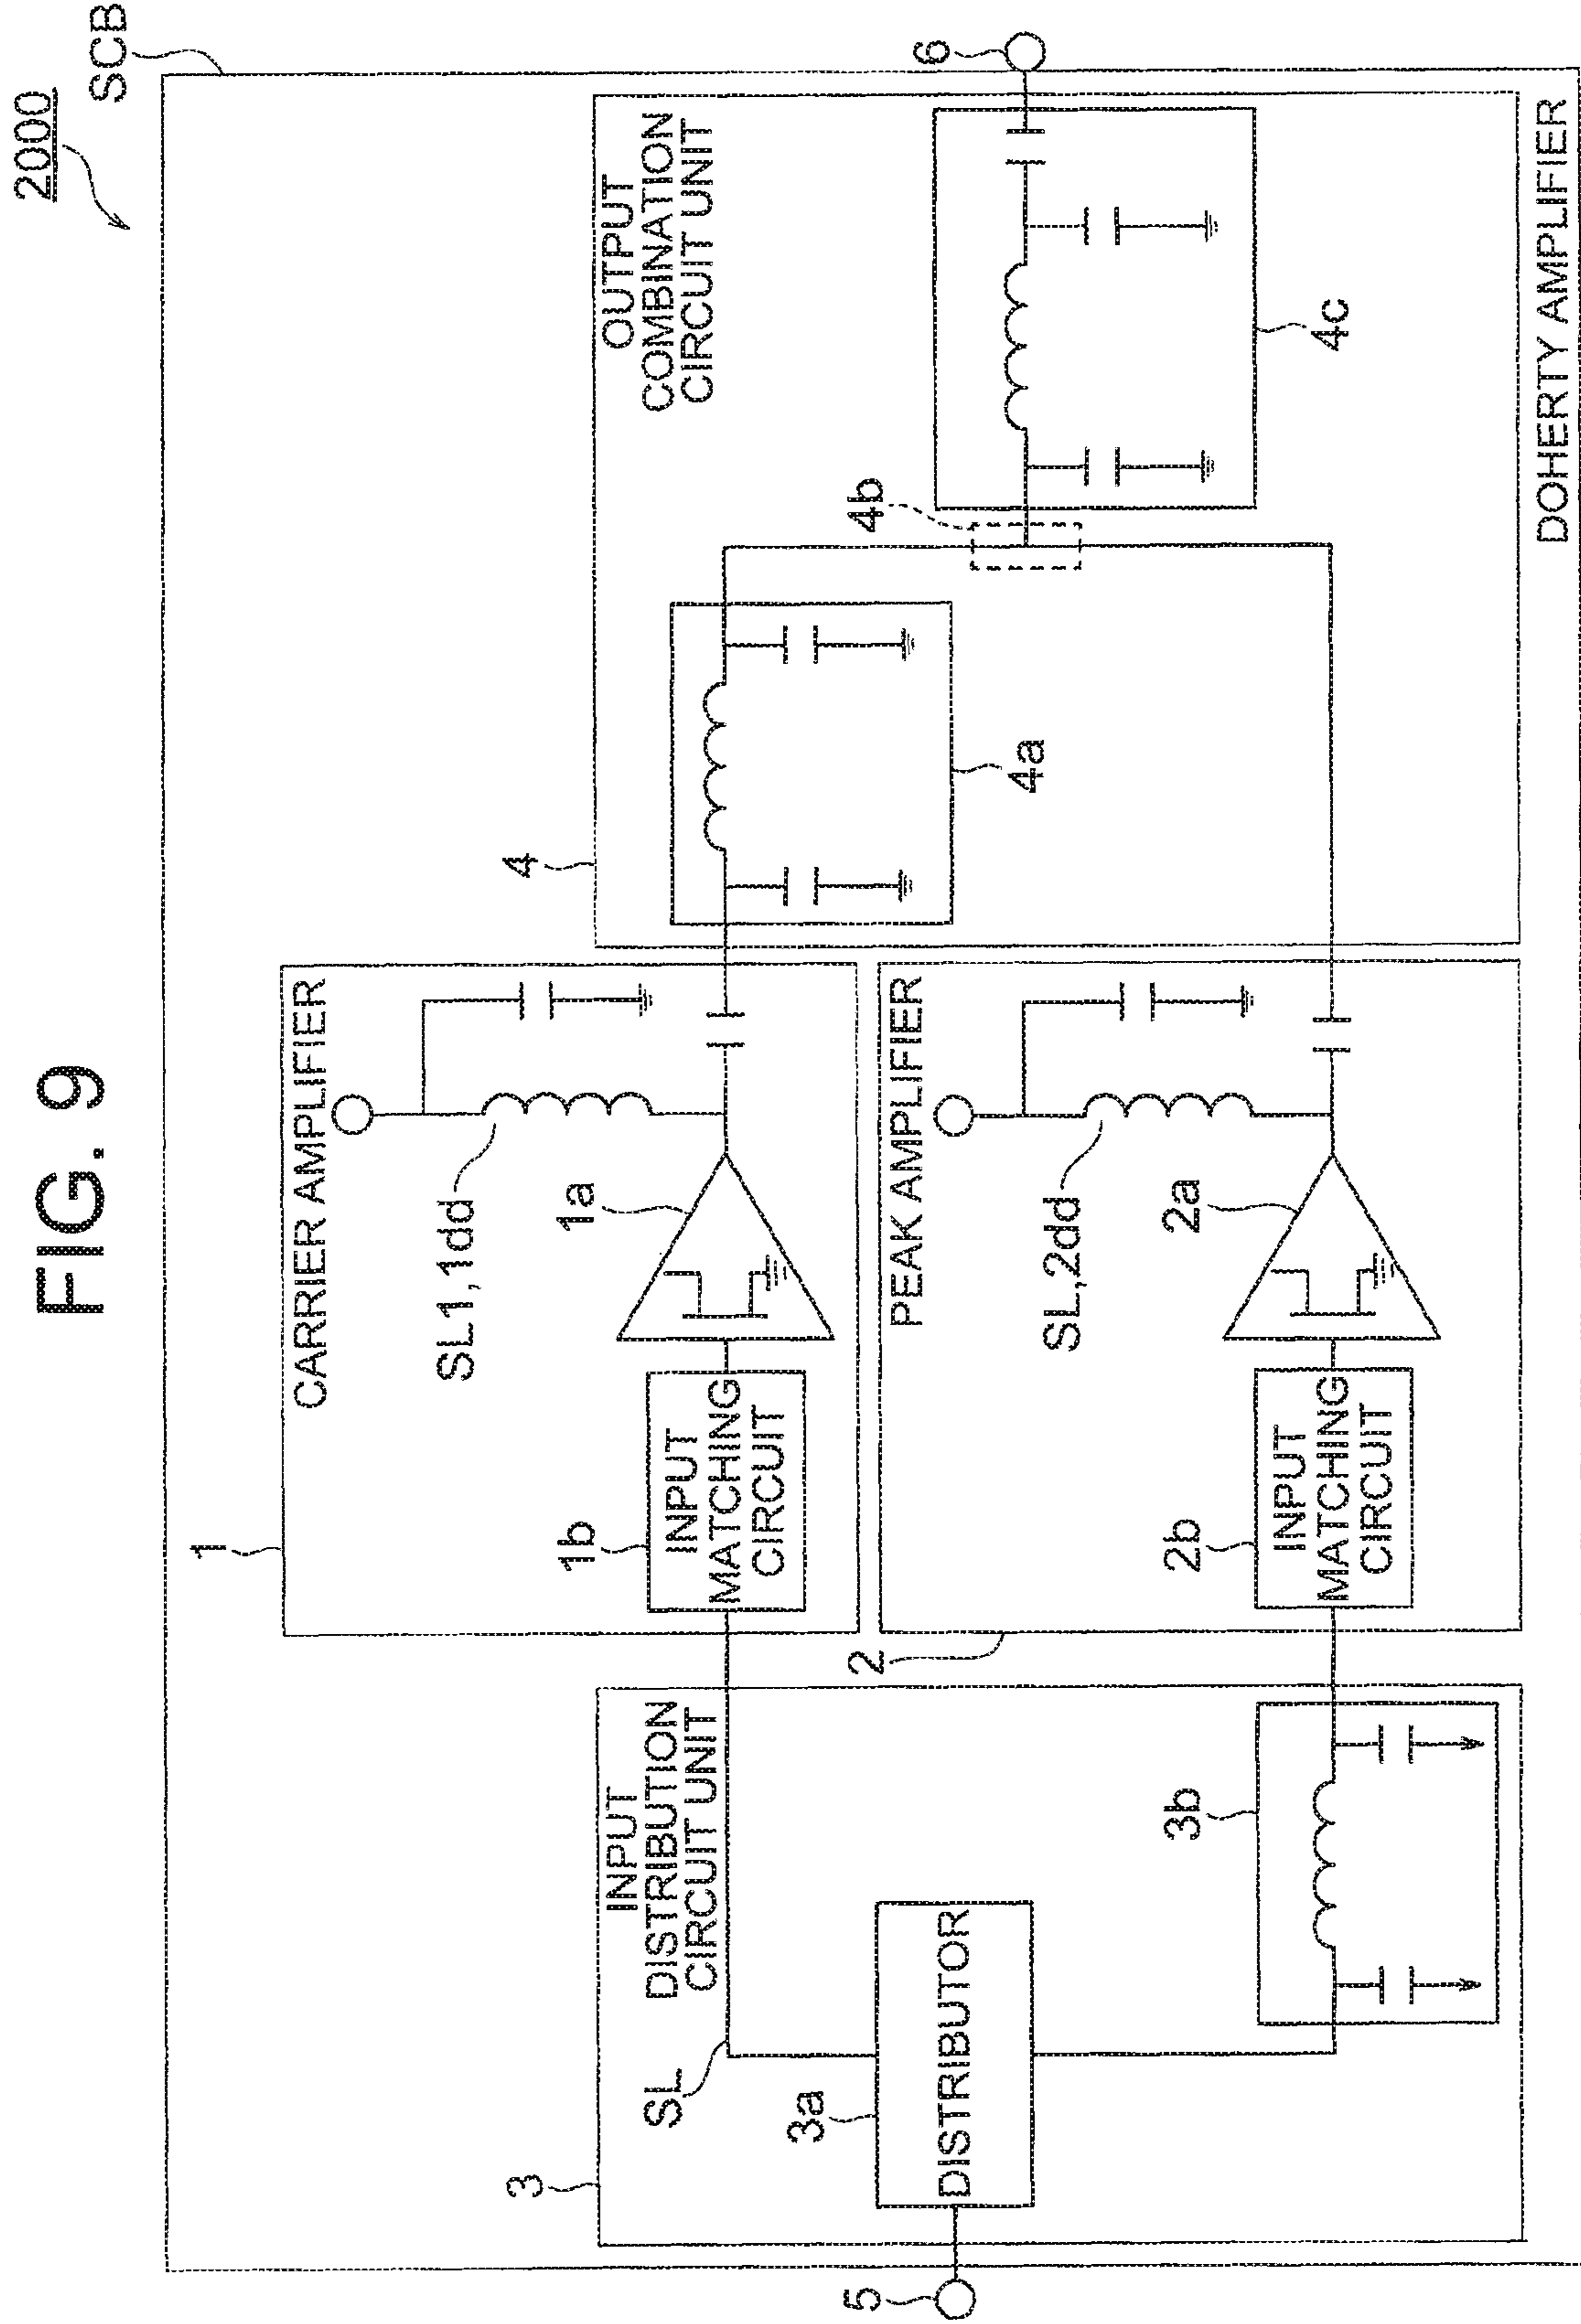 FIG. 9
2000
SCB
1
CARRIER AMPLIFIER
SL1,1dd
1a
1b
INPUT
MATCHING
CIRCUIT
4
OUTPUT
COMBINATION
CIRCUIT UNIT
4a
4b
4c
6
3
INPUT
DISTRIBUTION
CIRCUIT UNIT
SL
3a
DISTRIBUTOR
5
3b
2
PEAK AMPLIFIER
SL,2dd
2a
2b
INPUT
MATCHING
CIRCUIT
DOHERTY AMPLIFIER